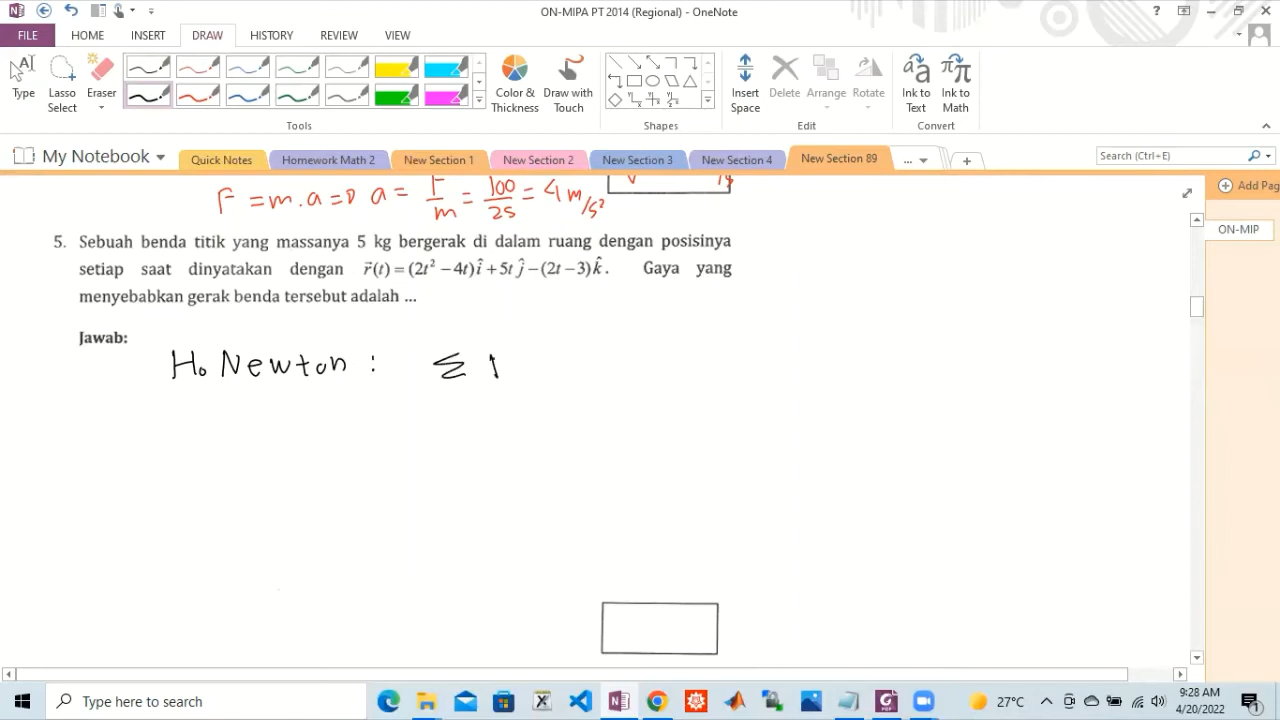 ON-MIPA PT 2014 (Regional) - OneNote
FILE HOME INSERT DRAW HISTORY REVIEW VIEW
Type Lasso Select Eraser Color & Thickness Draw with Touch Insert Space Delete Arrange Rotate Ink to Text Ink to Math
Tools Shapes Edit Convert
My Notebook Quick Notes Homework Math 2 New Section 1 New Section 2 New Section 3 New Section 4 New Section 89 ... + Search (Ctrl+E)
Add Pag
ON-MIP
F = m.a => a = F/m = 100/25 = 4 m/s²
5. Sebuah benda titik yang massanya 5 kg bergerak di dalam ruang dengan posisinya
setiap saat dinyatakan dengan r⃗(t) = (2t² − 4t)î + 5t ĵ − (2t − 3)k̂. Gaya yang
menyebabkan gerak benda tersebut adalah ...
Jawab:
H. Newton : Σ
Type here to search
27°C
9:28 AM
4/20/2022